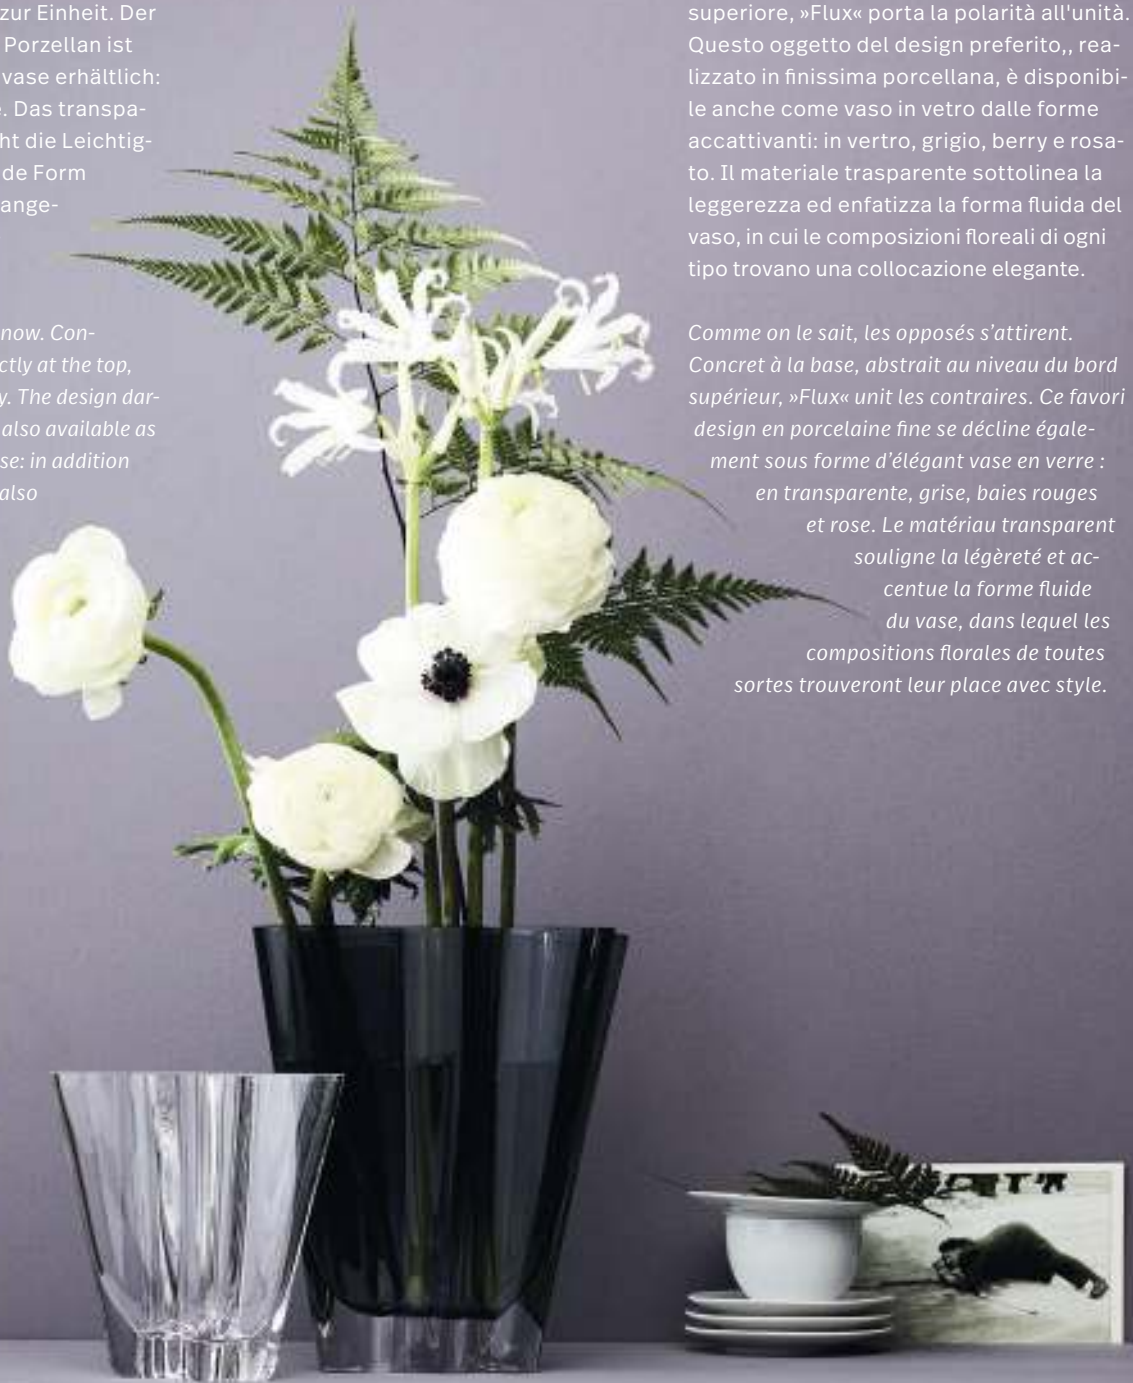 zur Einheit. Der
Porzellan ist
vase erhältlich:
. Das transpa-
ht die Leichtig-
de Form
ange-
now. Con-
ctly at the top,
y. The design dar-
also available as
se: in addition
also
superiore, »Flux« porta la polarità all'unità.
Questo oggetto del design preferito,, rea-
lizzato in finissima porcellana, è disponibi-
le anche come vaso in vetro dalle forme
accattivanti: in vertro, grigio, berry e rosa-
to. Il materiale trasparente sottolinea la
leggerezza ed enfatizza la forma fluida del
vaso, in cui le composizioni floreali di ogni
tipo trovano una collocazione elegante.
Comme on le sait, les opposés s’attirent.
Concret à la base, abstrait au niveau du bord
supérieur, »Flux« unit les contraires. Ce favori
design en porcelaine fine se décline égale-
ment sous forme d’élégant vase en verre :
en transparente, grise, baies rouges
et rose. Le matériau transparent
souligne la légèreté et ac-
centue la forme fluide
du vase, dans lequel les
compositions florales de toutes
sortes trouveront leur place avec style.